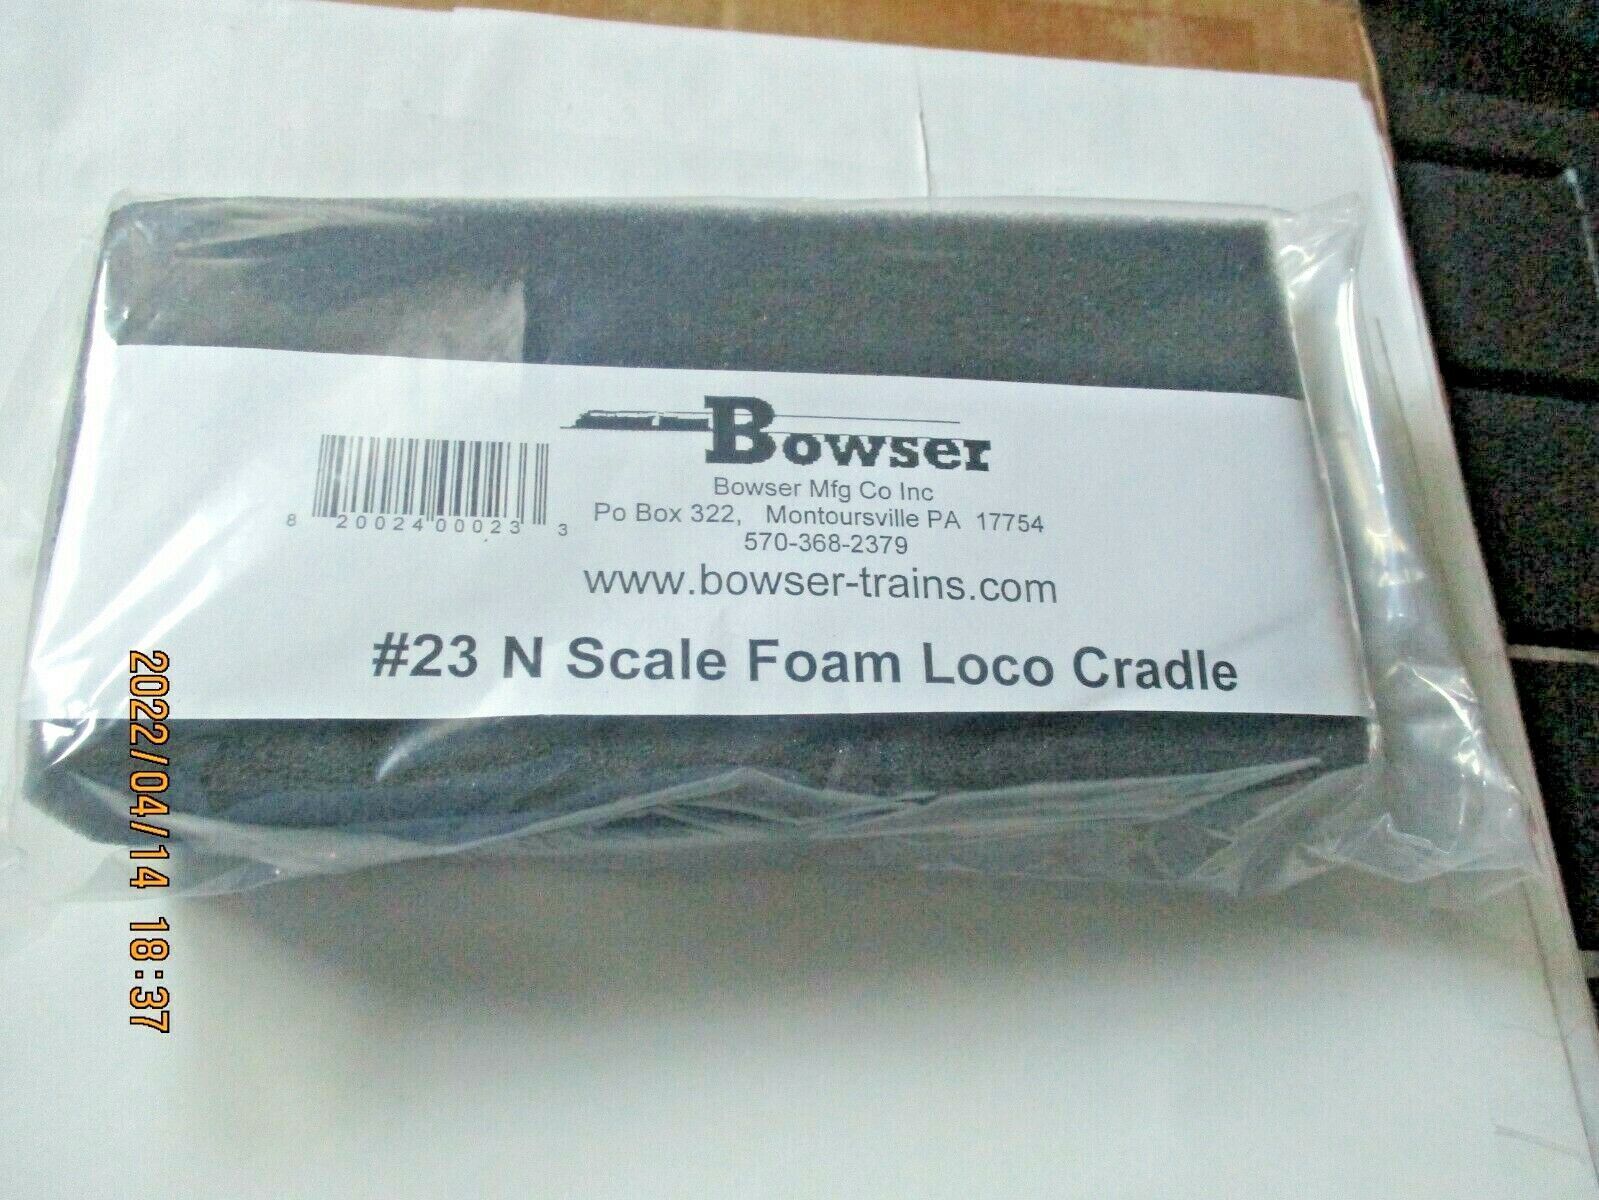 Bowser
Bowser Mfg Co Inc
Po Box 322, Montoursville PA 17754
570-368-2379
www.bowser-trains.com
8 20024 00023 3
#23 N Scale Foam Loco Cradle
2022/04/14 18:37